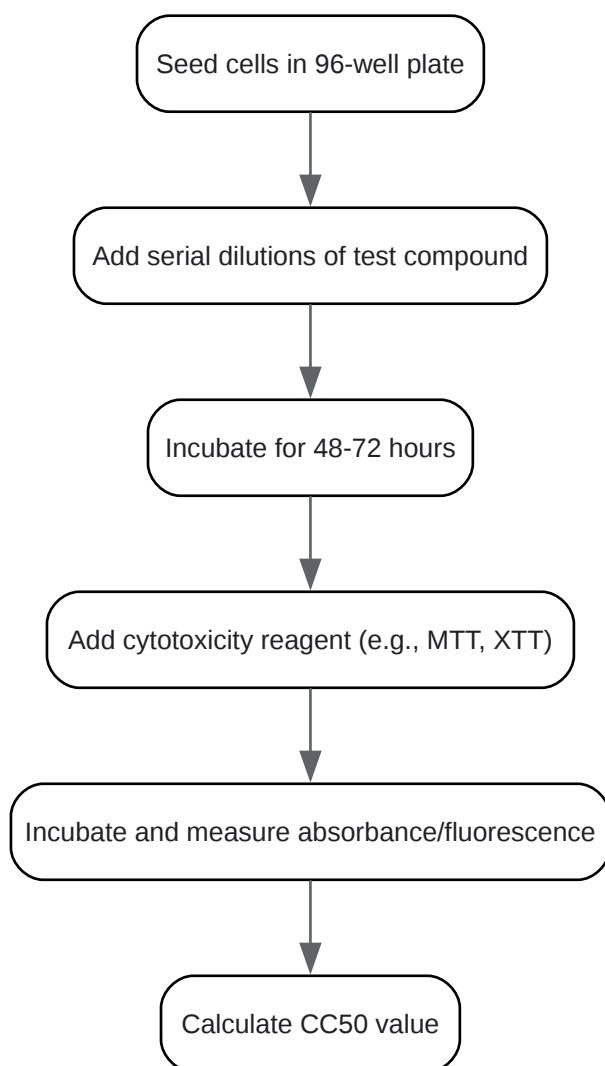 Seed cells in 96-well plate
Add serial dilutions of test compound
Incubate for 48-72 hours
Add cytotoxicity reagent (e.g., MTT, XTT)
Incubate and measure absorbance/fluorescence
Calculate CC50 value